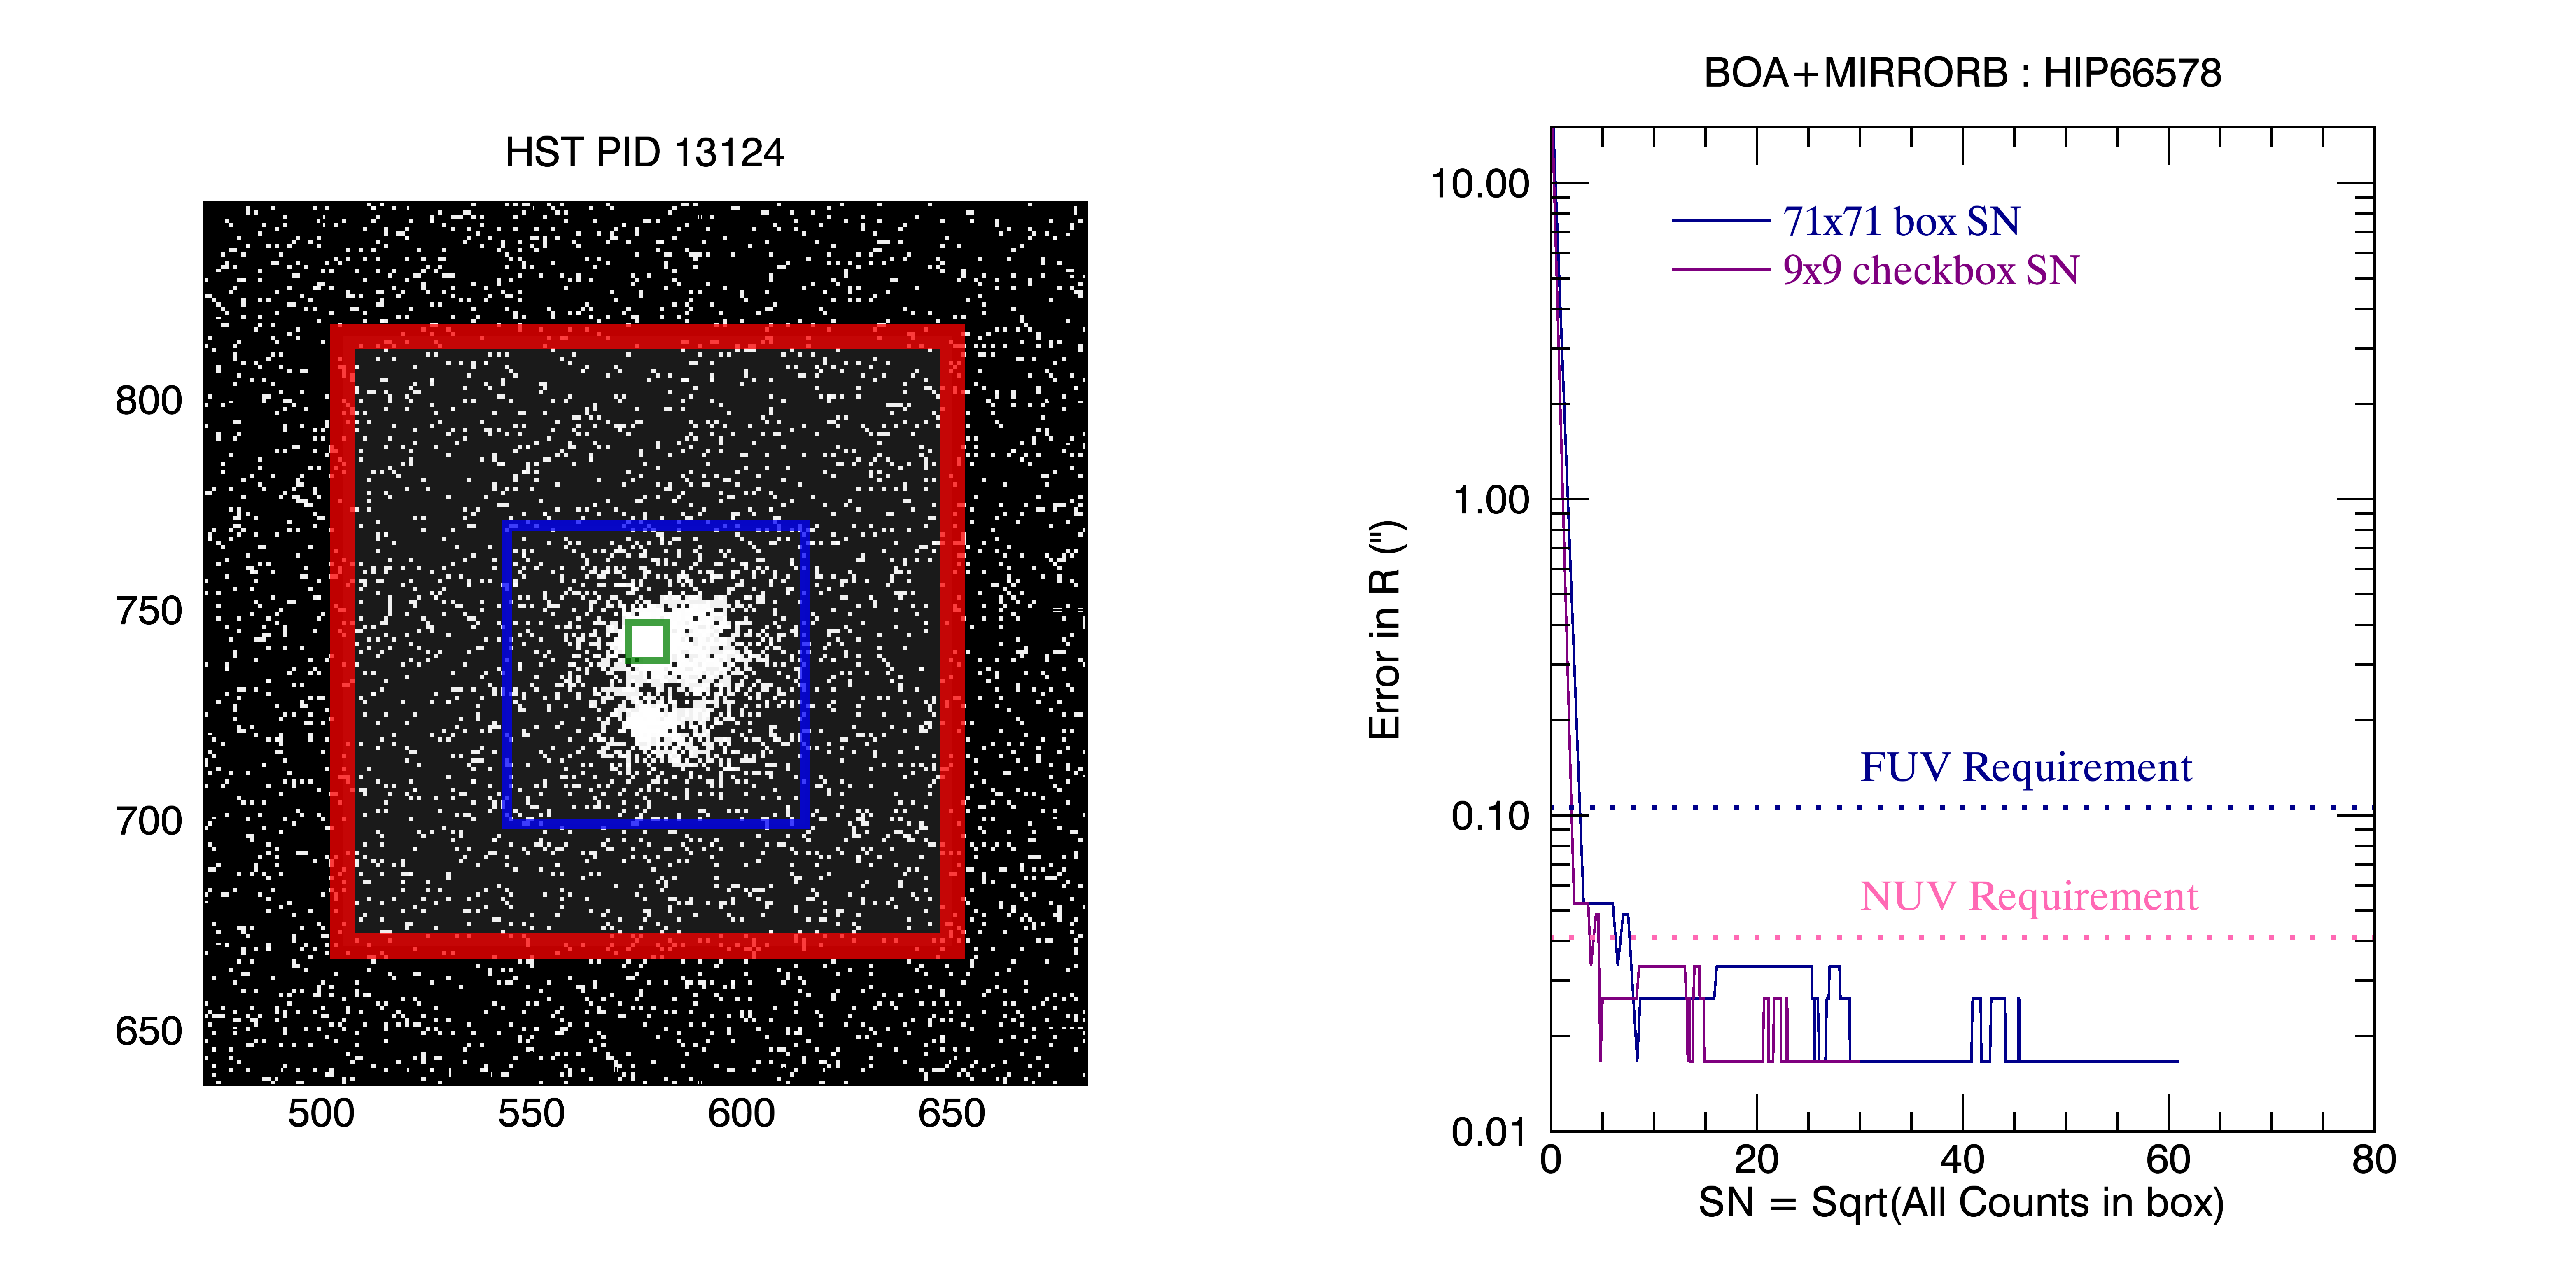 HST PID 13124
800
750
700
650
500 550 600 650
BOA+MIRRORB : HIP66578
10.00
1.00
0.10
0.01
Error in R (")
71x71 box SN
9x9 checkbox SN
FUV Requirement
NUV Requirement
0 20 40 60 80
SN = Sqrt(All Counts in box)